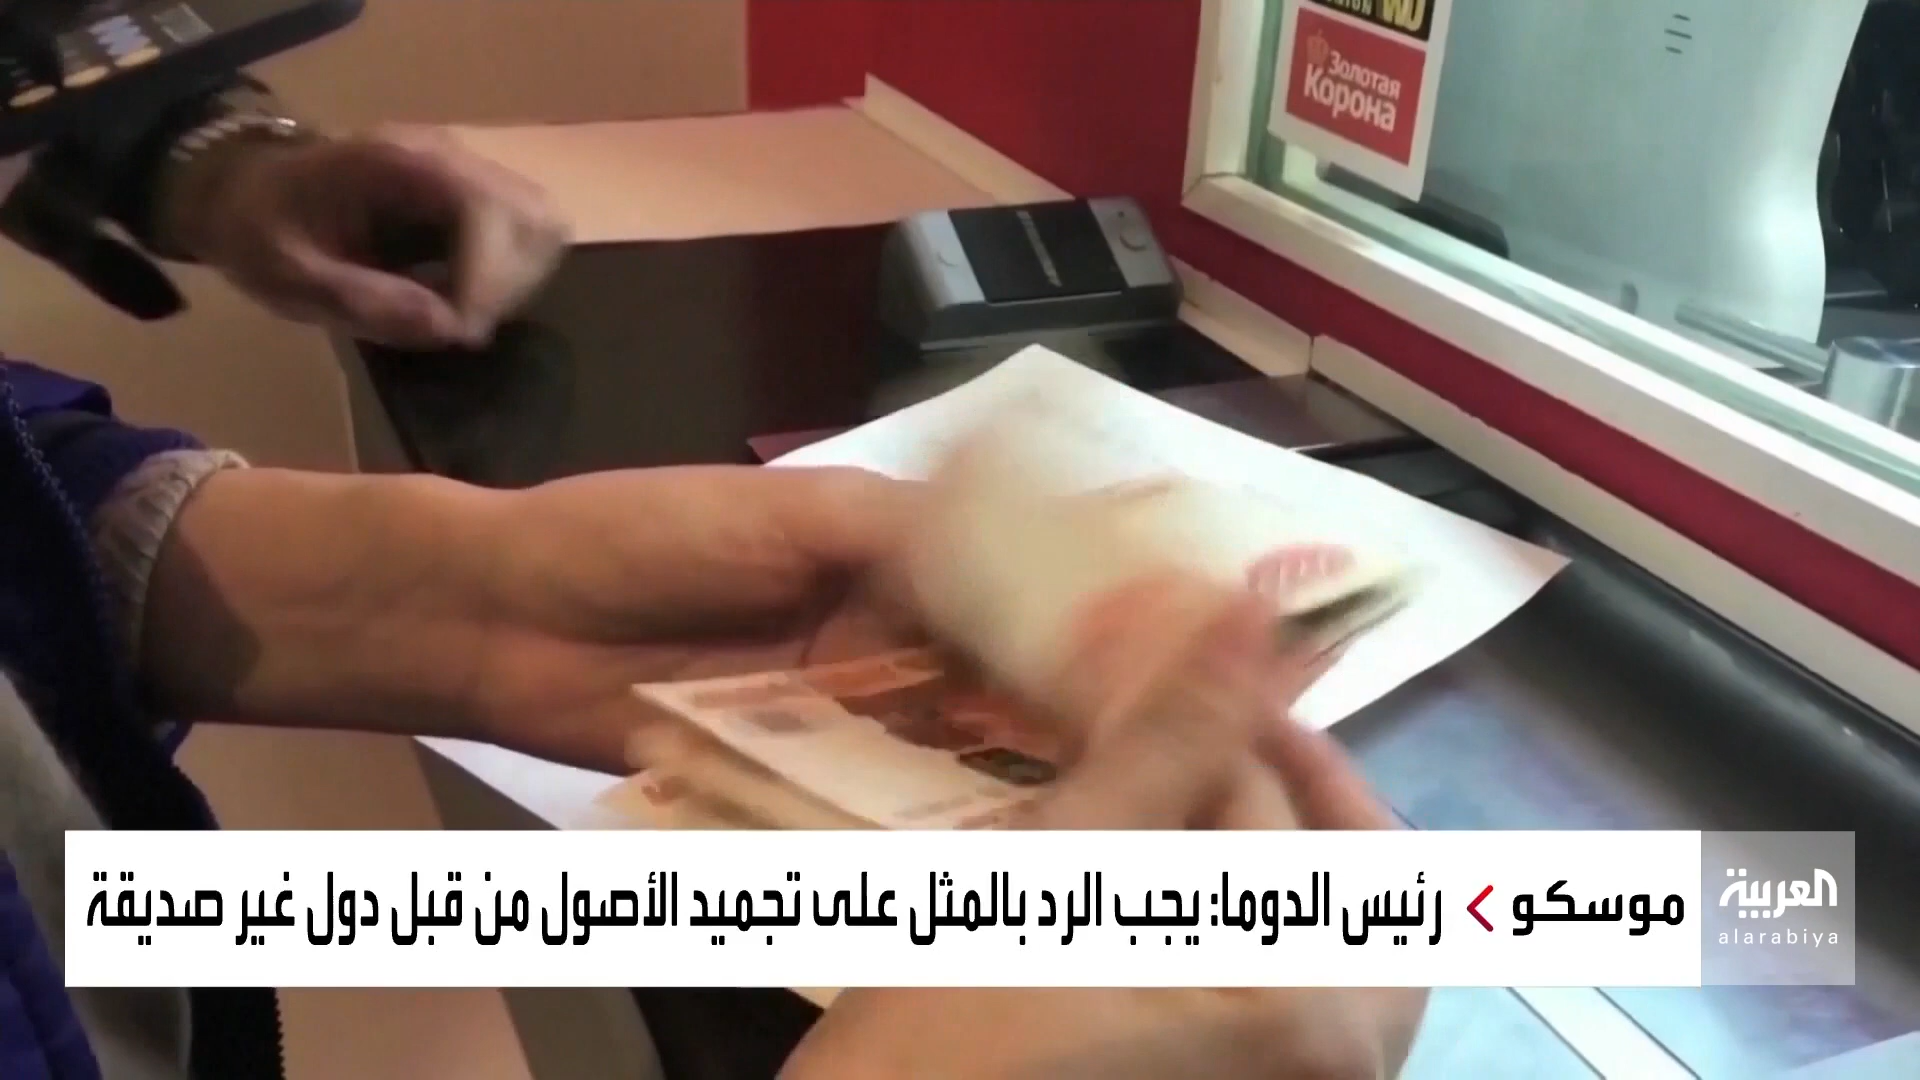 Золотая
Корона
موسكو > رئيس الدوما: يجب الرد بالمثل على تجميد الأصول من قبل دول غير صديقة
العربية
alarabiya